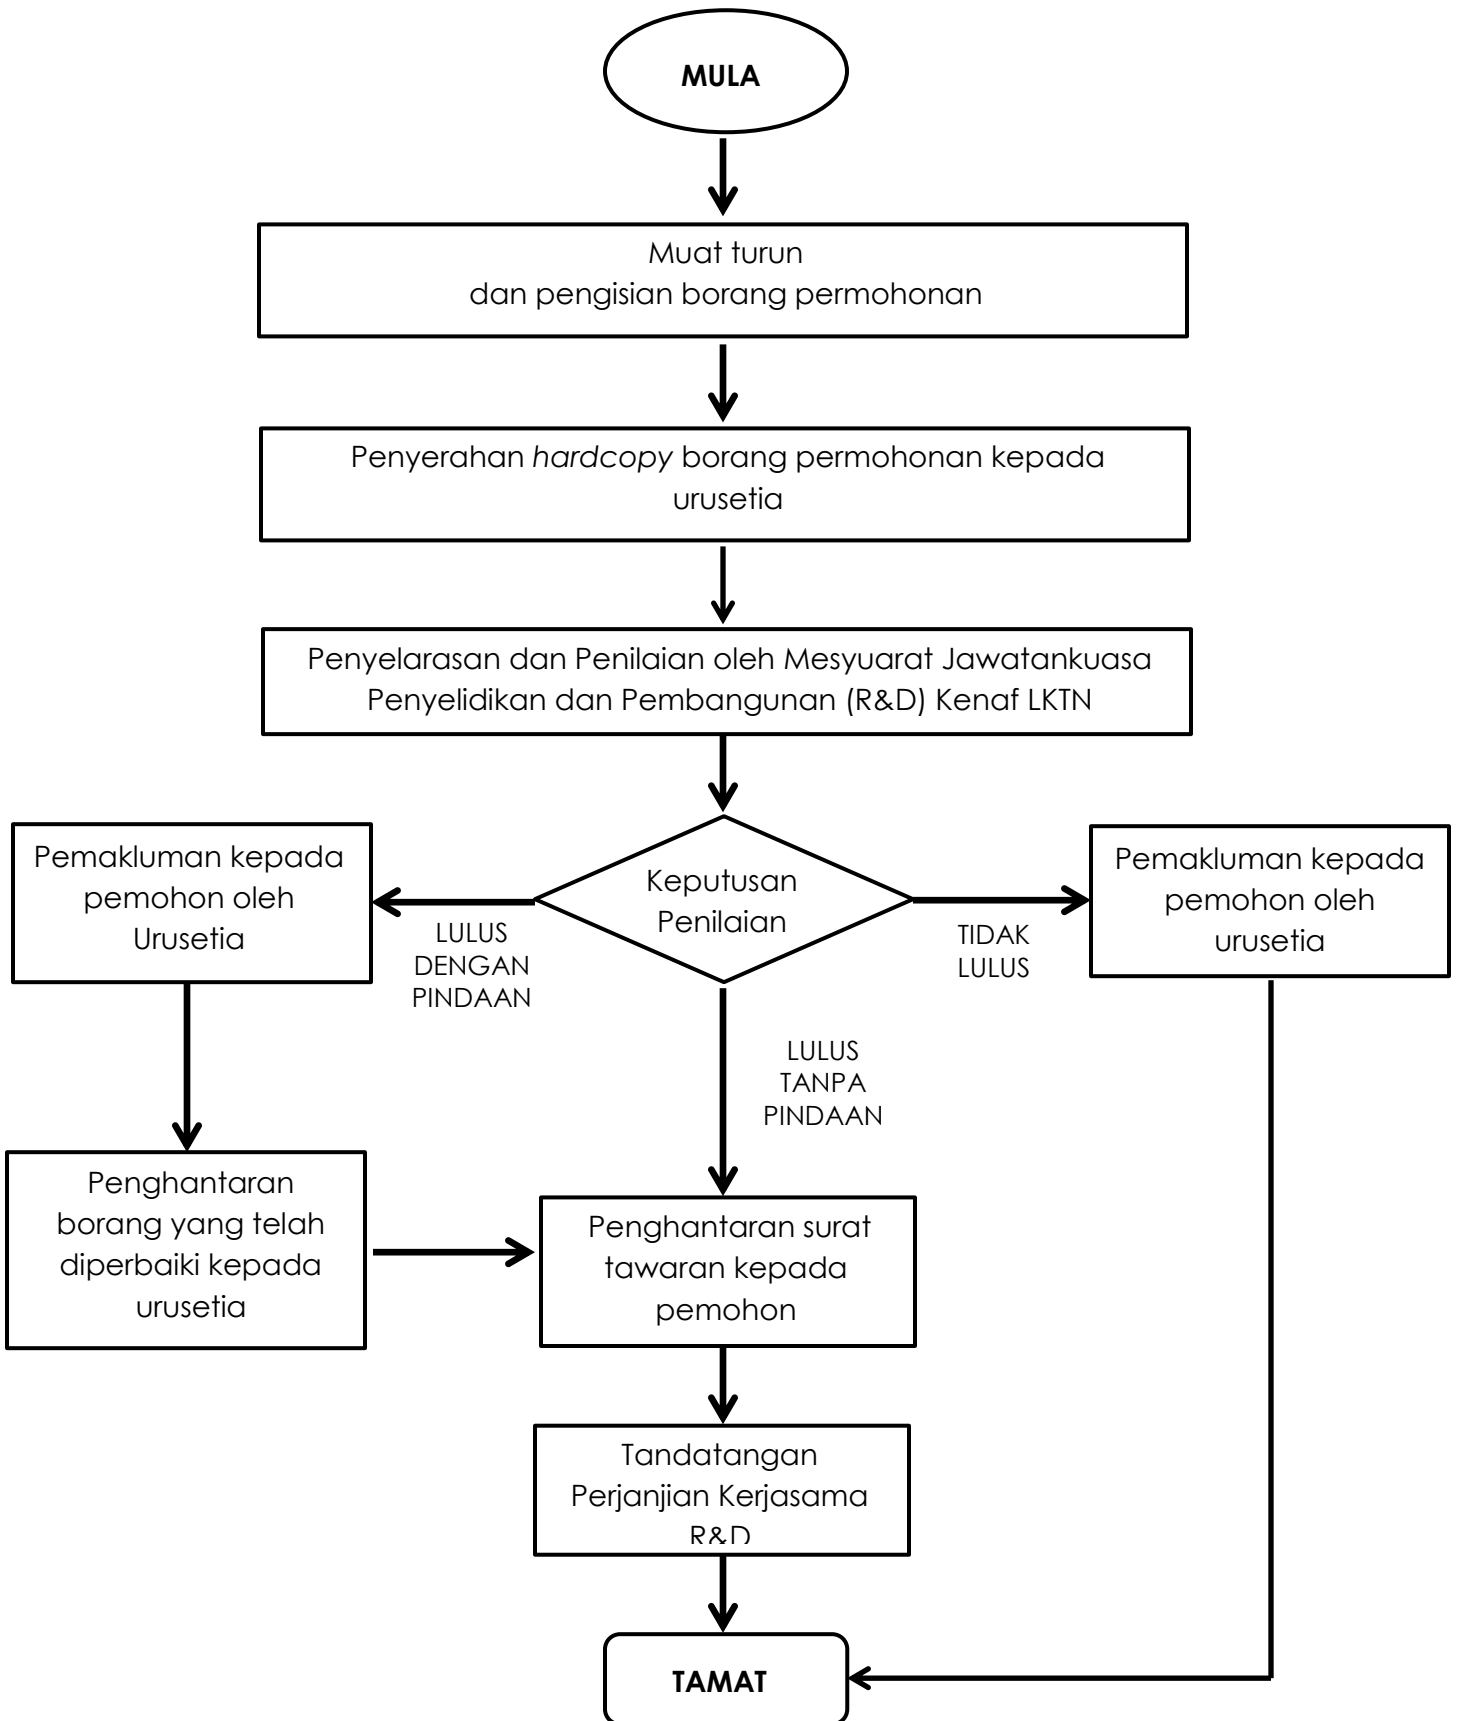 MULA
Muat turun
dan pengisian borang permohonan
Penyerahan hardcopy borang permohonan kepada
urusetia
Penyelarasan dan Penilaian oleh Mesyuarat Jawatankuasa
Penyelidikan dan Pembangunan (R&D) Kenaf LKTN
Pemakluman kepada
pemohon oleh
Urusetia
LULUS
DENGAN
PINDAAN
Keputusan
Penilaian
TIDAK
LULUS
Pemakluman kepada
pemohon oleh
urusetia
LULUS
TANPA
PINDAAN
Penghantaran
borang yang telah
diperbaiki kepada
urusetia
Penghantaran surat
tawaran kepada
pemohon
Tandatangan
Perjanjian Kerjasama
R&D
TAMAT